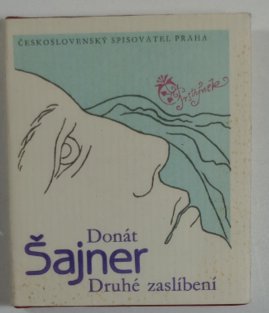 ČESKOSLOVENSKÝ SPISOVATEL PRAHA
Donát
Šajner
Druhé zaslíbení